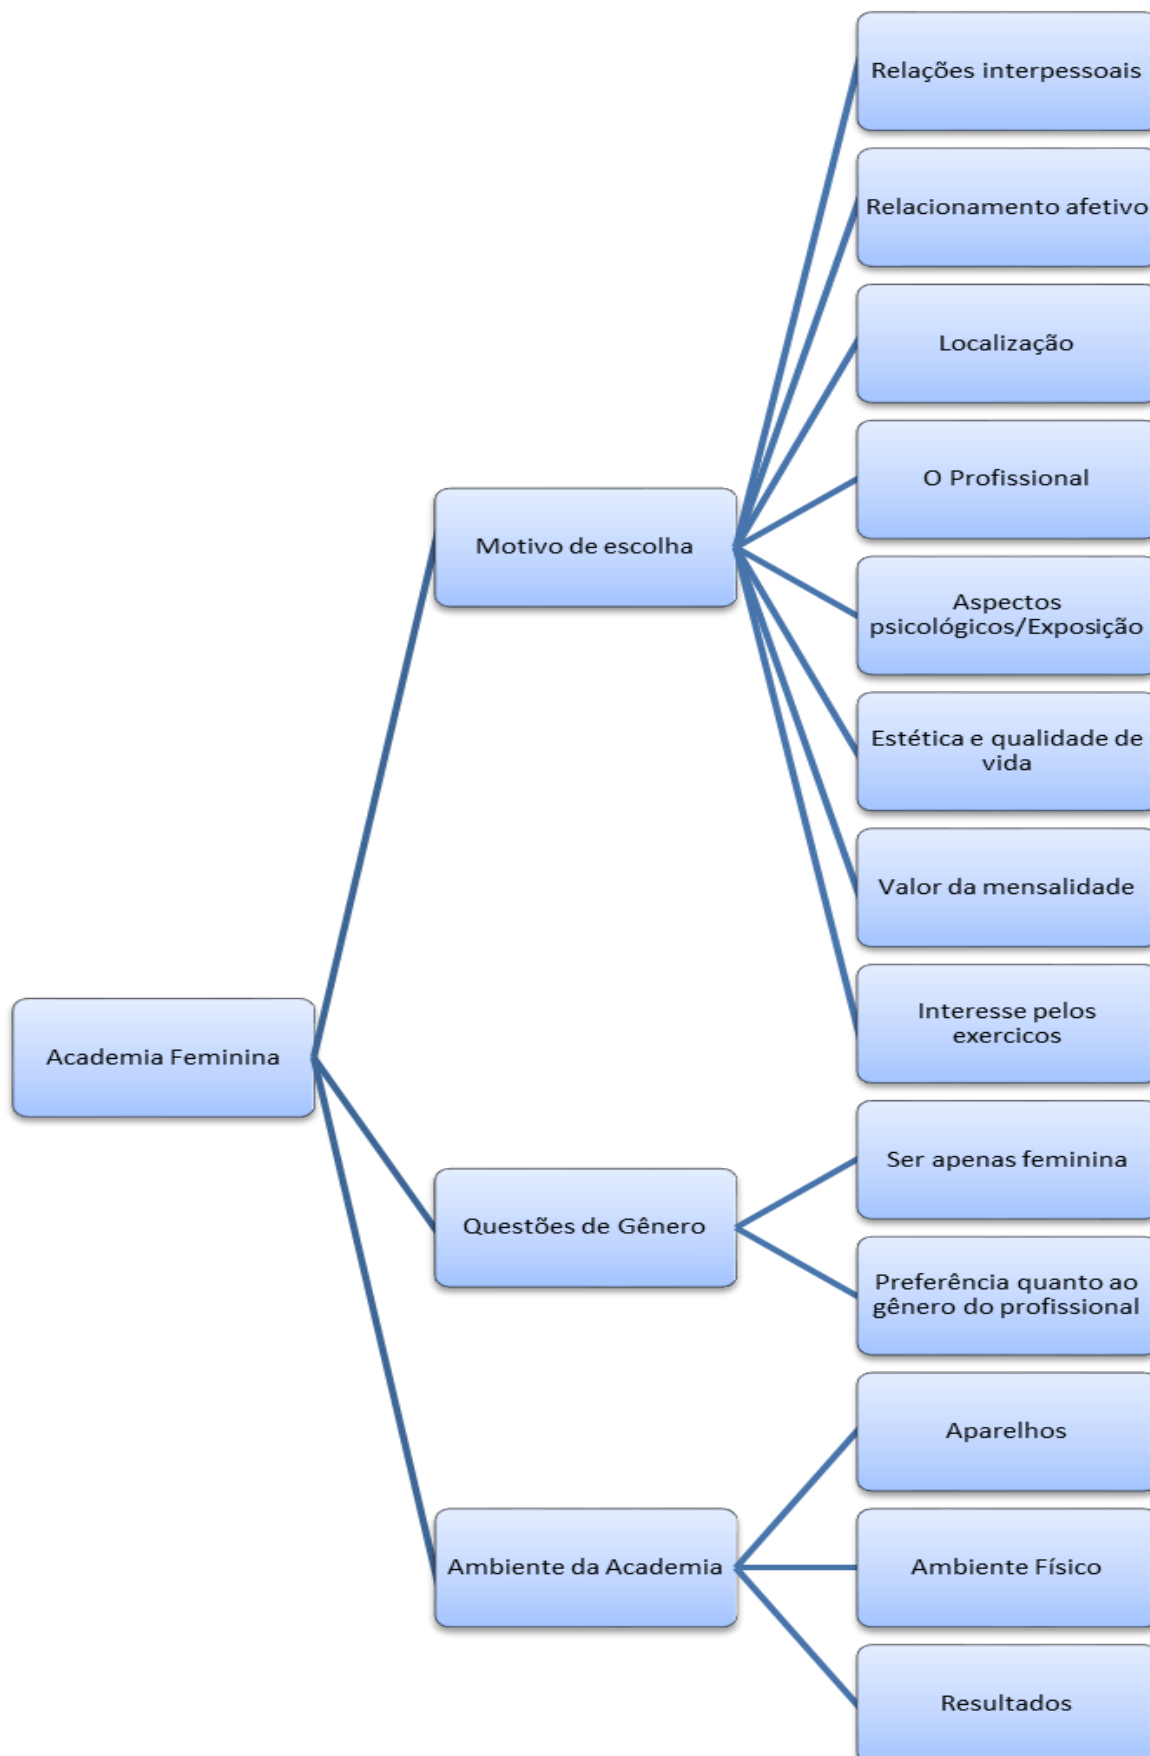 Relações interpessoais
Relacionamento afetivo
Localização
O Profissional
Motivo de escolha
Aspectos
psicológicos/Exposição
Estética e qualidade de
vida
Valor da mensalidade
Interesse pelos
exercicos
Academia Feminina
Ser apenas feminina
Questões de Gênero
Preferência quanto ao
gênero do profissional
Aparelhos
Ambiente da Academia
Ambiente Físico
Resultados